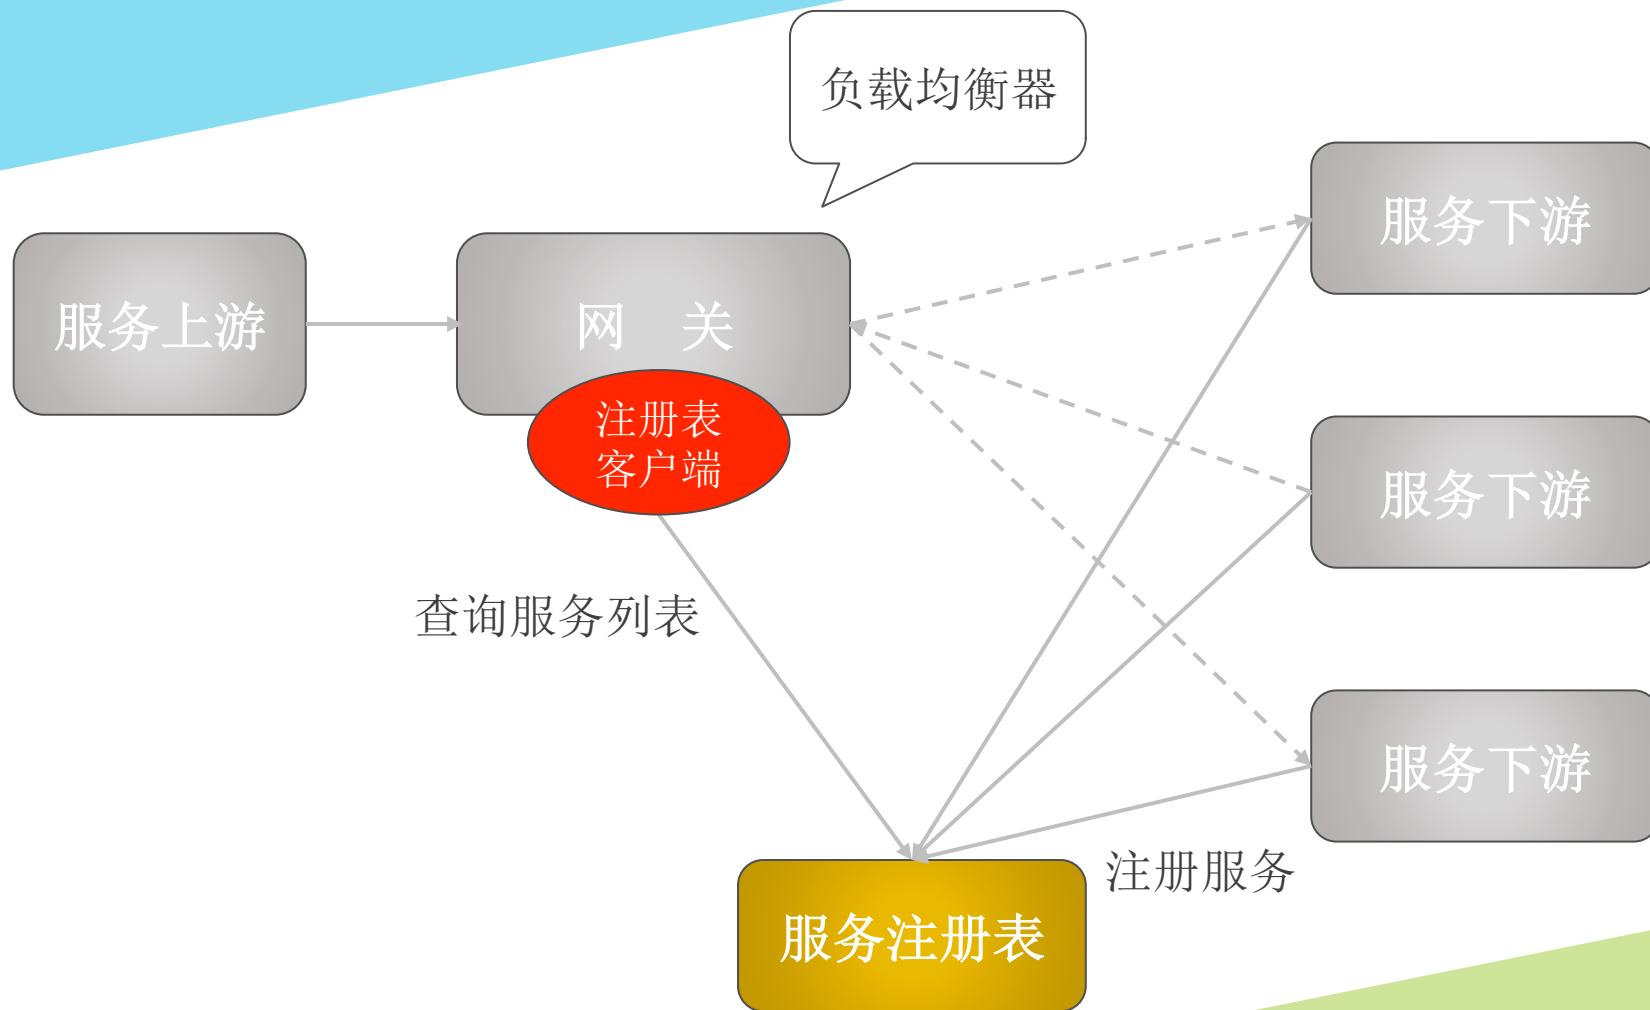 负载均衡器
服务下游
服务上游
网 关
注册表
客户端
服务下游
查询服务列表
服务下游
注册服务
服务注册表